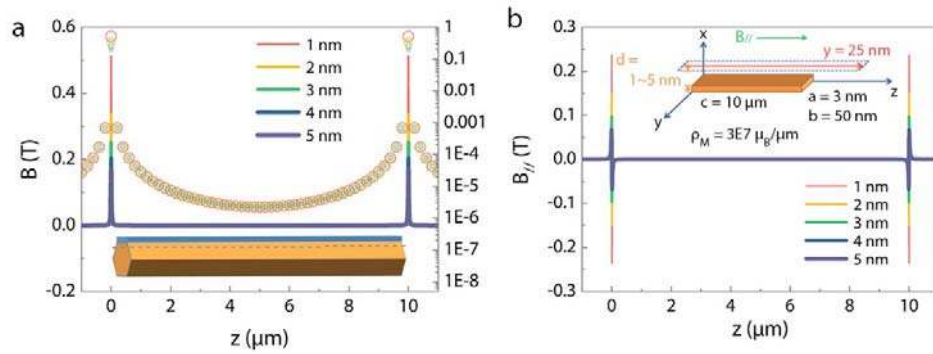 a
0.6
0.4
0.2
0.0
-0.2
B (T)
1
0.5
0.1
0.01
0.001
1E-4
1E-5
1E-6
1E-7
1E-8
1 nm
2 nm
3 nm
4 nm
5 nm
0 2 4 6 8 10
z (μm)
b
0.3
0.2
0.1
0.0
-0.1
-0.2
-0.3
B// (T)
x
B//
y = 25 nm
d =
1~5 nm
z
c = 10 μm
a = 3 nm
y
b = 50 nm
ρM = 3E7 μB/μm
1 nm
2 nm
3 nm
4 nm
5 nm
0 2 4 6 8 10
z (μm)